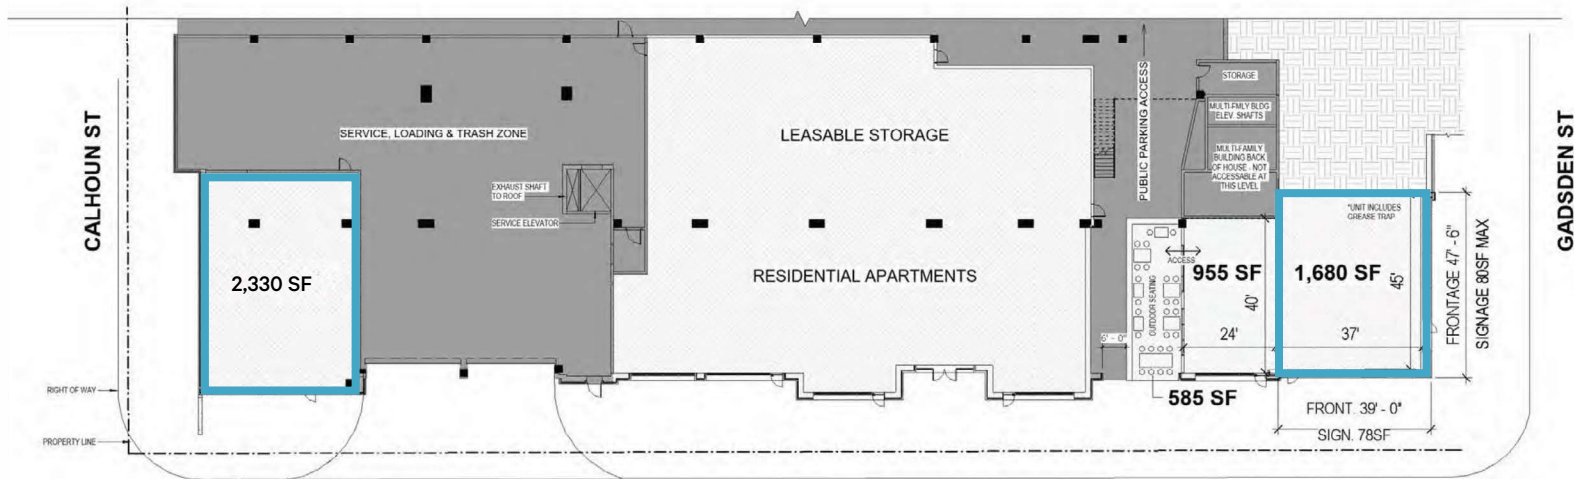 CALHOUN ST
RIGHT OF WAY
PROPERTY LINE
2,330 SF
SERVICE, LOADING & TRASH ZONE
EXHAUST SHAFT
TO ROOF
SERVICE ELEVATOR
LEASABLE STORAGE
RESIDENTIAL APARTMENTS
PUBLIC PARKING ACCESS
STORAGE
MULTI-FMLY BLDG
ELEV. SHAFTS
MULTI-FAMILY
BUILDING BACK
OF HOUSE - NOT
ACCESSABLE AT
THIS LEVEL
6' - 0"
OUTDOOR SEATING
ACCESS
585 SF
955 SF
40'
24'
*UNIT INCLUDES
GREASE TRAP
1,680 SF
45'
37'
FRONTAGE 47' - 6"
SIGNAGE 80SF MAX
FRONT. 39' - 0"
SIGN. 78SF
GADSDEN ST